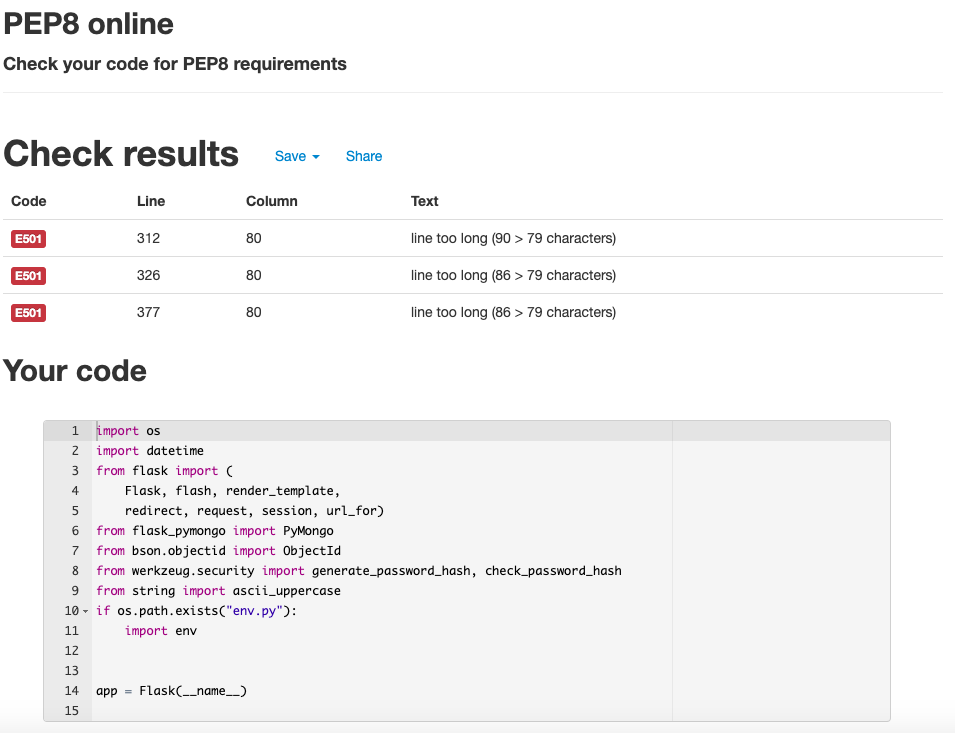 PEP8 online
Check your code for PEP8 requirements
Check results Save Share
Code Line Column Text
E501 312 80 line too long (90 > 79 characters)
E501 326 80 line too long (86 > 79 characters)
E501 377 80 line too long (86 > 79 characters)
Your code
1 import os
2 import datetime
3 from flask import (
4     Flask, flash, render_template,
5     redirect, request, session, url_for)
6 from flask_pymongo import PyMongo
7 from bson.objectid import ObjectId
8 from werkzeug.security import generate_password_hash, check_password_hash
9 from string import ascii_uppercase
10 if os.path.exists("env.py"):
11     import env
12
13
14 app = Flask(__name__)
15